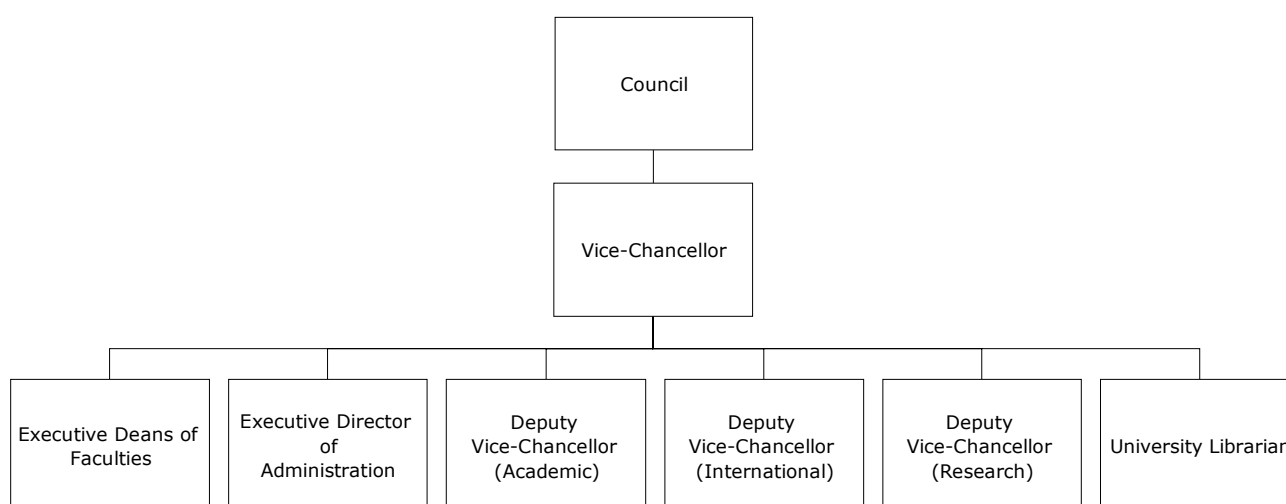 Council
Vice-Chancellor
Executive Deans of
Faculties
Executive Director
of
Administration
Deputy
Vice-Chancellor
(Academic)
Deputy
Vice-Chancellor
(International)
Deputy
Vice-Chancellor
(Research)
University Librarian